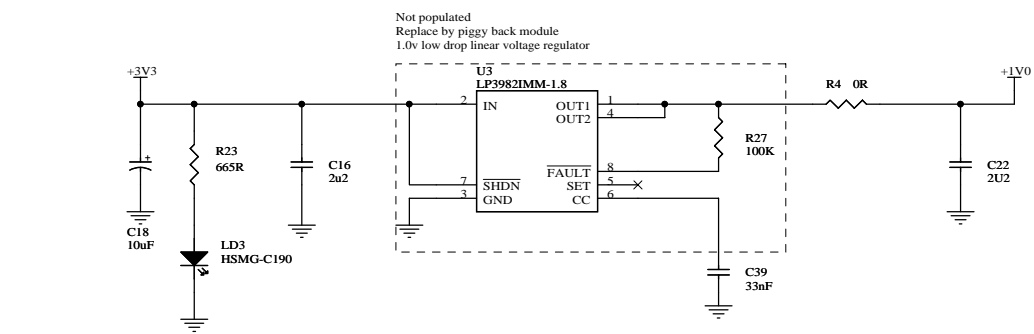 Not populated
Replace by piggy back module
1.0v low drop linear voltage regulator
+3V3
U3
LP3982IMM-1.8
+1V0
R4 0R
2 IN
OUT1 1
OUT2 4
R23
665R
C16
2u2
R27
100K
C22
2U2
FAULT 8
7 SHDN
SET 5
3 GND
CC 6
C18
10uF
LD3
HSMG-C190
C39
33nF